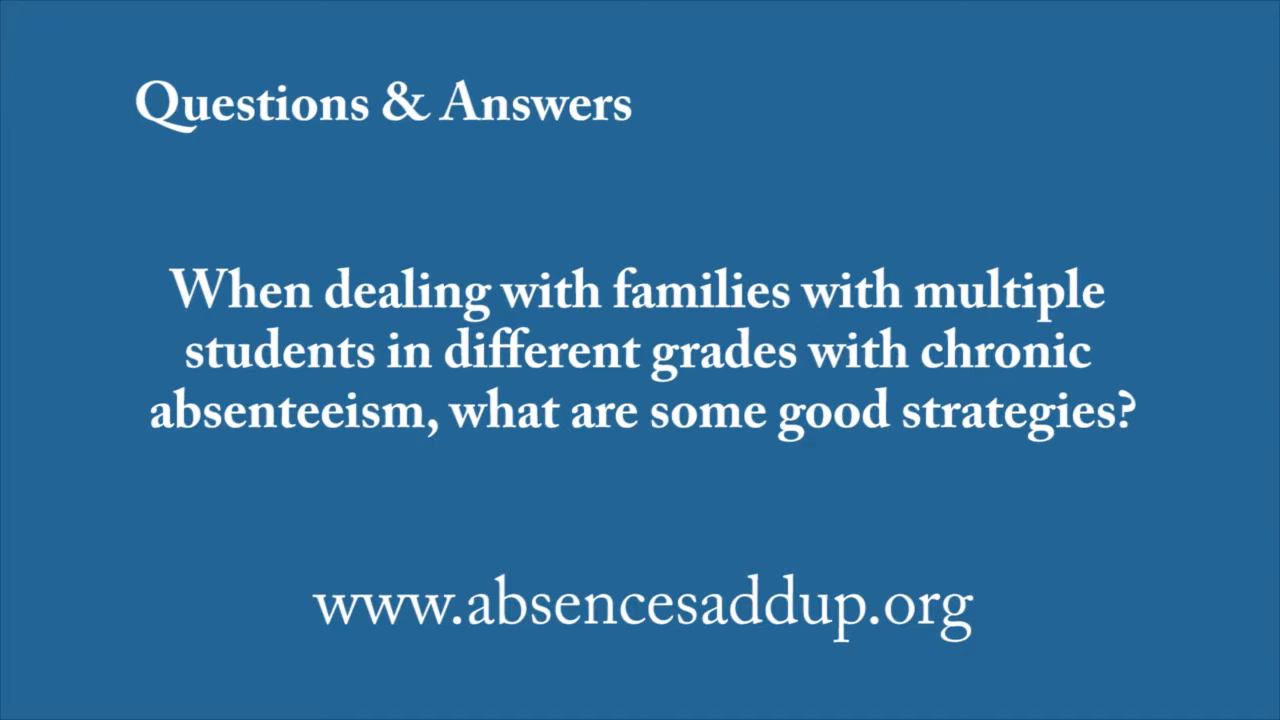 Questions & Answers
When dealing with families with multiple
students in different grades with chronic
absenteeism, what are some good strategies?
www.absencesaddup.org